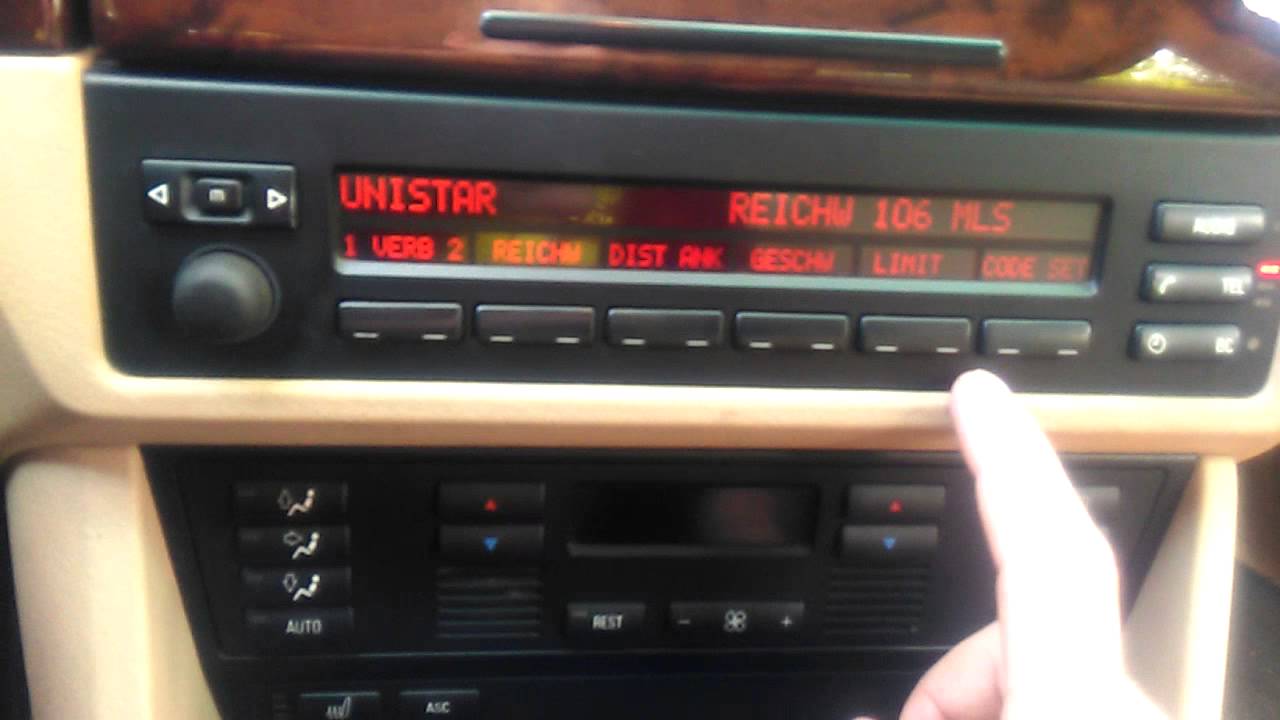 UNISTAR REICHW 106 MLS
1 VERB 2 REICHW DIST ANK GESCHW LIMIT CODE SET
m
TEL
BC
AUTO
REST
- +
ASC